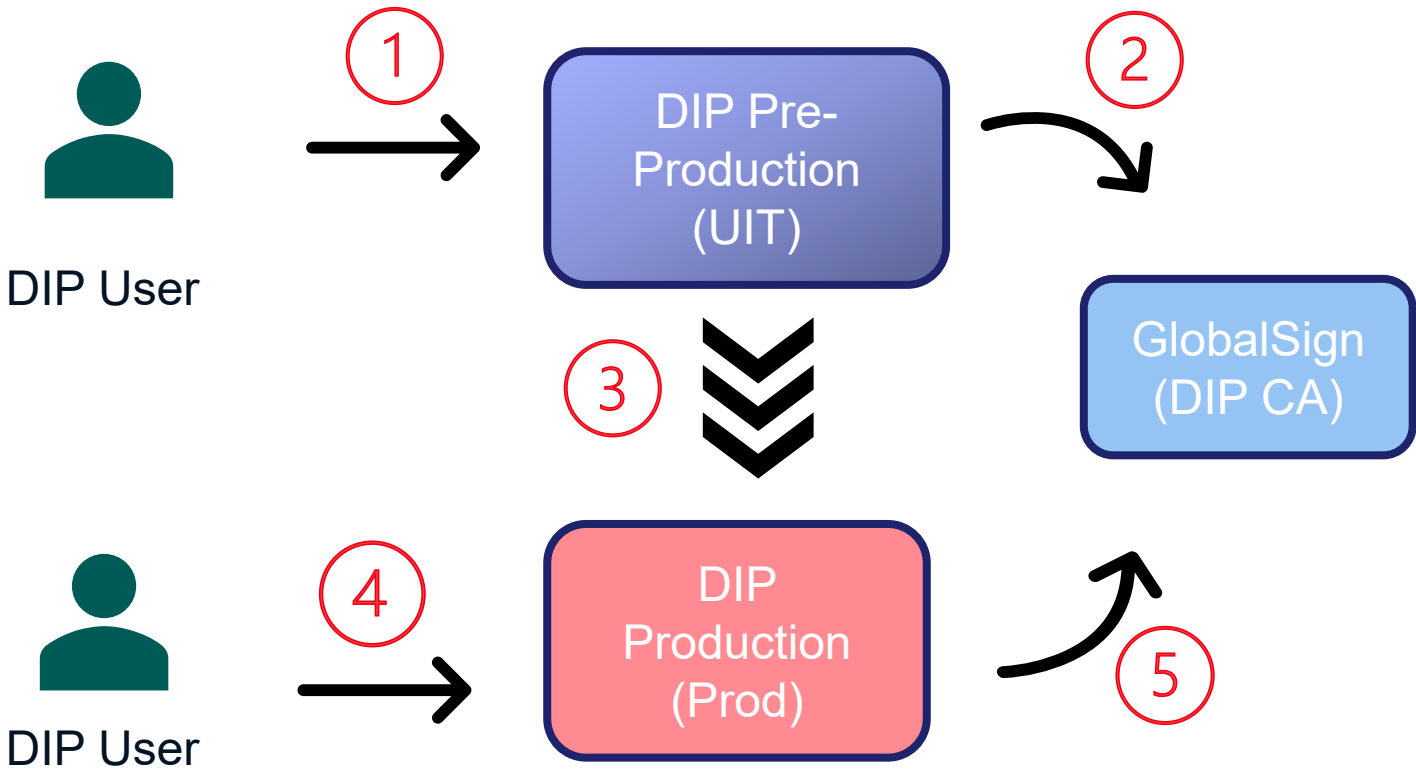 1
2
DIP Pre-
Production
(UIT)
DIP User
GlobalSign
(DIP CA)
3
4
DIP
Production
(Prod)
5
DIP User